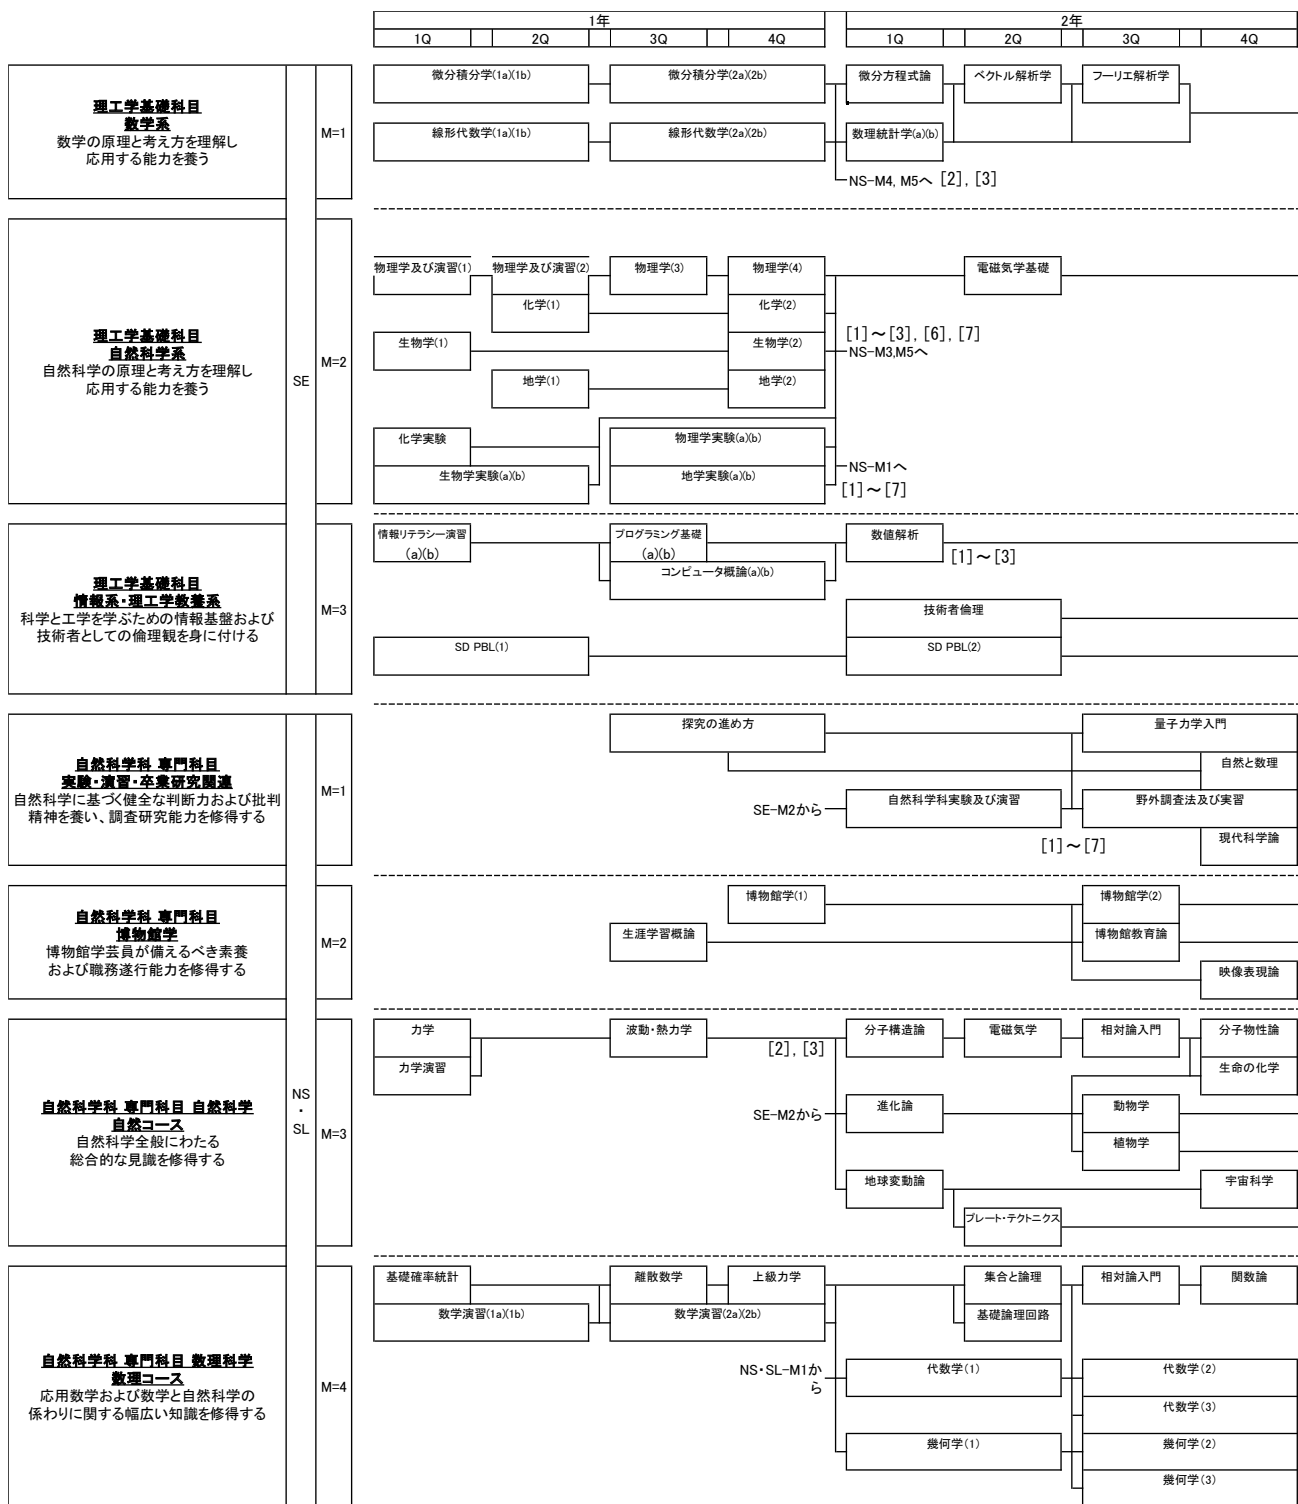 1年
2年
1Q
2Q
3Q
4Q
1Q
2Q
3Q
4Q
理工学基礎科目
数学系
数学の原理と考え方を理解し
応用する能力を養う
M=1
微分積分学(1a)(1b)
微分積分学(2a)(2b)
微分方程式論
ベクトル解析学
フーリエ解析学
線形代数学(1a)(1b)
線形代数学(2a)(2b)
数理統計学(a)(b)
NS-M4, M5へ [2], [3]
理工学基礎科目
自然科学系
自然科学の原理と考え方を理解し
応用する能力を養う
SE
M=2
物理学及び演習(1)
物理学及び演習(2)
物理学(3)
物理学(4)
電磁気学基礎
化学(1)
化学(2)
[1]～[3], [6], [7]
生物学(1)
生物学(2)
NS-M3,M5へ
地学(1)
地学(2)
化学実験
物理学実験(a)(b)
生物学実験(a)(b)
地学実験(a)(b)
NS-M1へ
[1]～[7]
理工学基礎科目
情報系・理工学教養系
科学と工学を学ぶための情報基盤および
技術者としての倫理観を身に付ける
M=3
情報リテラシー演習
(a)(b)
プログラミング基礎
(a)(b)
数値解析
[1]～[3]
コンピュータ概論(a)(b)
技術者倫理
SD PBL(1)
SD PBL(2)
自然科学科 専門科目
実験・演習・卒業研究関連
自然科学に基づく健全な判断力および批判
精神を養い、調査研究能力を修得する
M=1
探究の進め方
量子力学入門
自然と数理
SE-M2から
自然科学科実験及び演習
野外調査法及び実習
[1]～[7]
現代科学論
自然科学科 専門科目
博物館学
博物館学芸員が備えるべき素養
および職務遂行能力を修得する
M=2
博物館学(1)
博物館学(2)
生涯学習概論
博物館教育論
映像表現論
自然科学科 専門科目 自然科学
自然コース
自然科学全般にわたる
総合的な見識を修得する
NS
・
SL
M=3
力学
波動・熱力学
[2], [3]
分子構造論
電磁気学
相対論入門
分子物性論
力学演習
生命の化学
SE-M2から
進化論
動物学
植物学
地球変動論
宇宙科学
プレート・テクトニクス
自然科学科 専門科目 数理科学
数理コース
応用数学および数学と自然科学の
係わりに関する幅広い知識を修得する
M=4
基礎確率統計
離散数学
上級力学
集合と論理
相対論入門
関数論
数学演習(1a)(1b)
数学演習(2a)(2b)
基礎論理回路
NS・SL-M1か
ら
代数学(1)
代数学(2)
代数学(3)
幾何学(1)
幾何学(2)
幾何学(3)